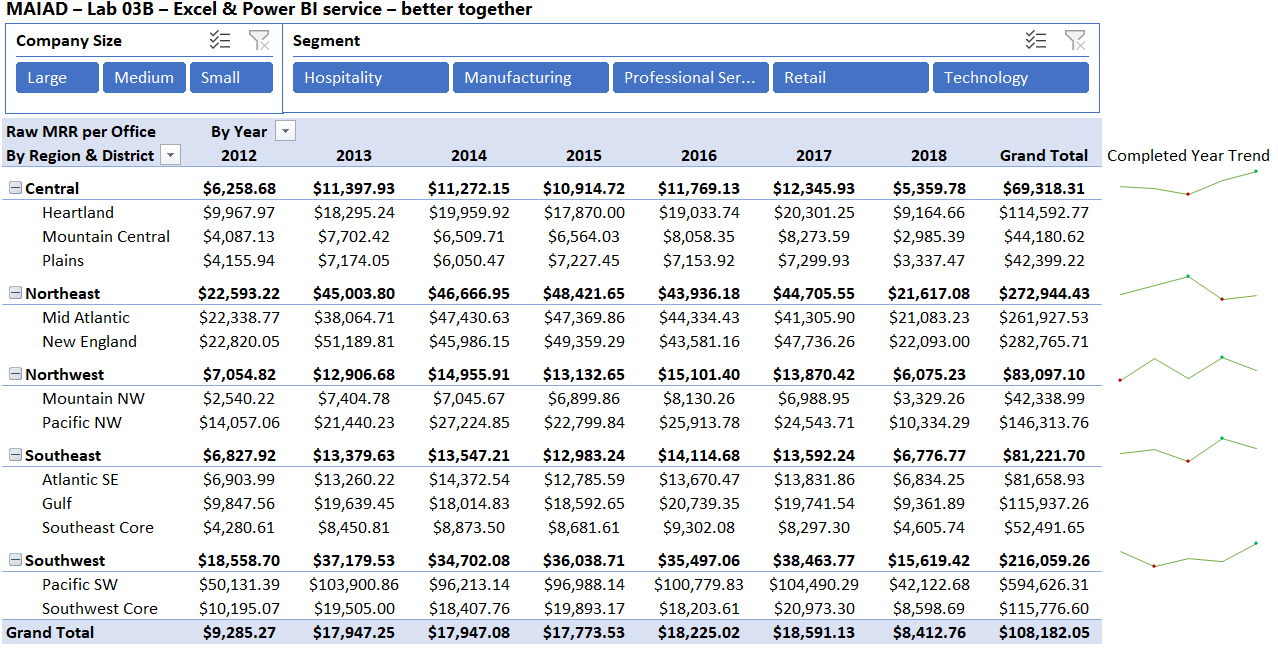 MAIAD – Lab 03B – Excel & Power BI service – better together
Company Size Segment
Large Medium Small Hospitality Manufacturing Professional Ser... Retail Technology
Raw MRR per Office By Year
By Region & District 2012 2013 2014 2015 2016 2017 2018 Grand Total Completed Year Trend
Central $6,258.68 $11,397.93 $11,272.15 $10,914.72 $11,769.13 $12,345.93 $5,359.78 $69,318.31
Heartland $9,967.97 $18,295.24 $19,959.92 $17,870.00 $19,033.74 $20,301.25 $9,164.66 $114,592.77
Mountain Central $4,087.13 $7,702.42 $6,509.71 $6,564.03 $8,058.35 $8,273.59 $2,985.39 $44,180.62
Plains $4,155.94 $7,174.05 $6,050.47 $7,227.45 $7,153.92 $7,299.93 $3,337.47 $42,399.22
Northeast $22,593.22 $45,003.80 $46,666.95 $48,421.65 $43,936.18 $44,705.55 $21,617.08 $272,944.43
Mid Atlantic $22,338.77 $38,064.71 $47,430.63 $47,369.86 $44,334.43 $41,305.90 $21,083.23 $261,927.53
New England $22,820.05 $51,189.81 $45,986.15 $49,359.29 $43,581.16 $47,736.26 $22,093.00 $282,765.71
Northwest $7,054.82 $12,906.68 $14,955.91 $13,132.65 $15,101.40 $13,870.42 $6,075.23 $83,097.10
Mountain NW $2,540.22 $7,404.78 $7,045.67 $6,899.86 $8,130.26 $6,988.95 $3,329.26 $42,338.99
Pacific NW $14,057.06 $21,440.23 $27,224.85 $22,799.84 $25,913.78 $24,543.71 $10,334.29 $146,313.76
Southeast $6,827.92 $13,379.63 $13,547.21 $12,983.24 $14,114.68 $13,592.24 $6,776.77 $81,221.70
Atlantic SE $6,903.99 $13,260.22 $14,372.54 $12,785.59 $13,670.47 $13,831.86 $6,834.25 $81,658.93
Gulf $9,847.56 $19,639.45 $18,014.83 $18,592.65 $20,739.35 $19,741.54 $9,361.89 $115,937.26
Southeast Core $4,280.61 $8,450.81 $8,873.50 $8,681.61 $9,302.08 $8,297.30 $4,605.74 $52,491.65
Southwest $18,558.70 $37,179.53 $34,702.08 $36,038.71 $35,497.06 $38,463.77 $15,619.42 $216,059.26
Pacific SW $50,131.39 $103,900.86 $96,213.14 $96,988.14 $100,779.83 $104,490.29 $42,122.68 $594,626.31
Southwest Core $10,195.07 $19,505.00 $18,407.76 $19,893.17 $18,203.61 $20,973.30 $8,598.69 $115,776.60
Grand Total $9,285.27 $17,947.25 $17,947.08 $17,773.53 $18,225.02 $18,591.13 $8,412.76 $108,182.05